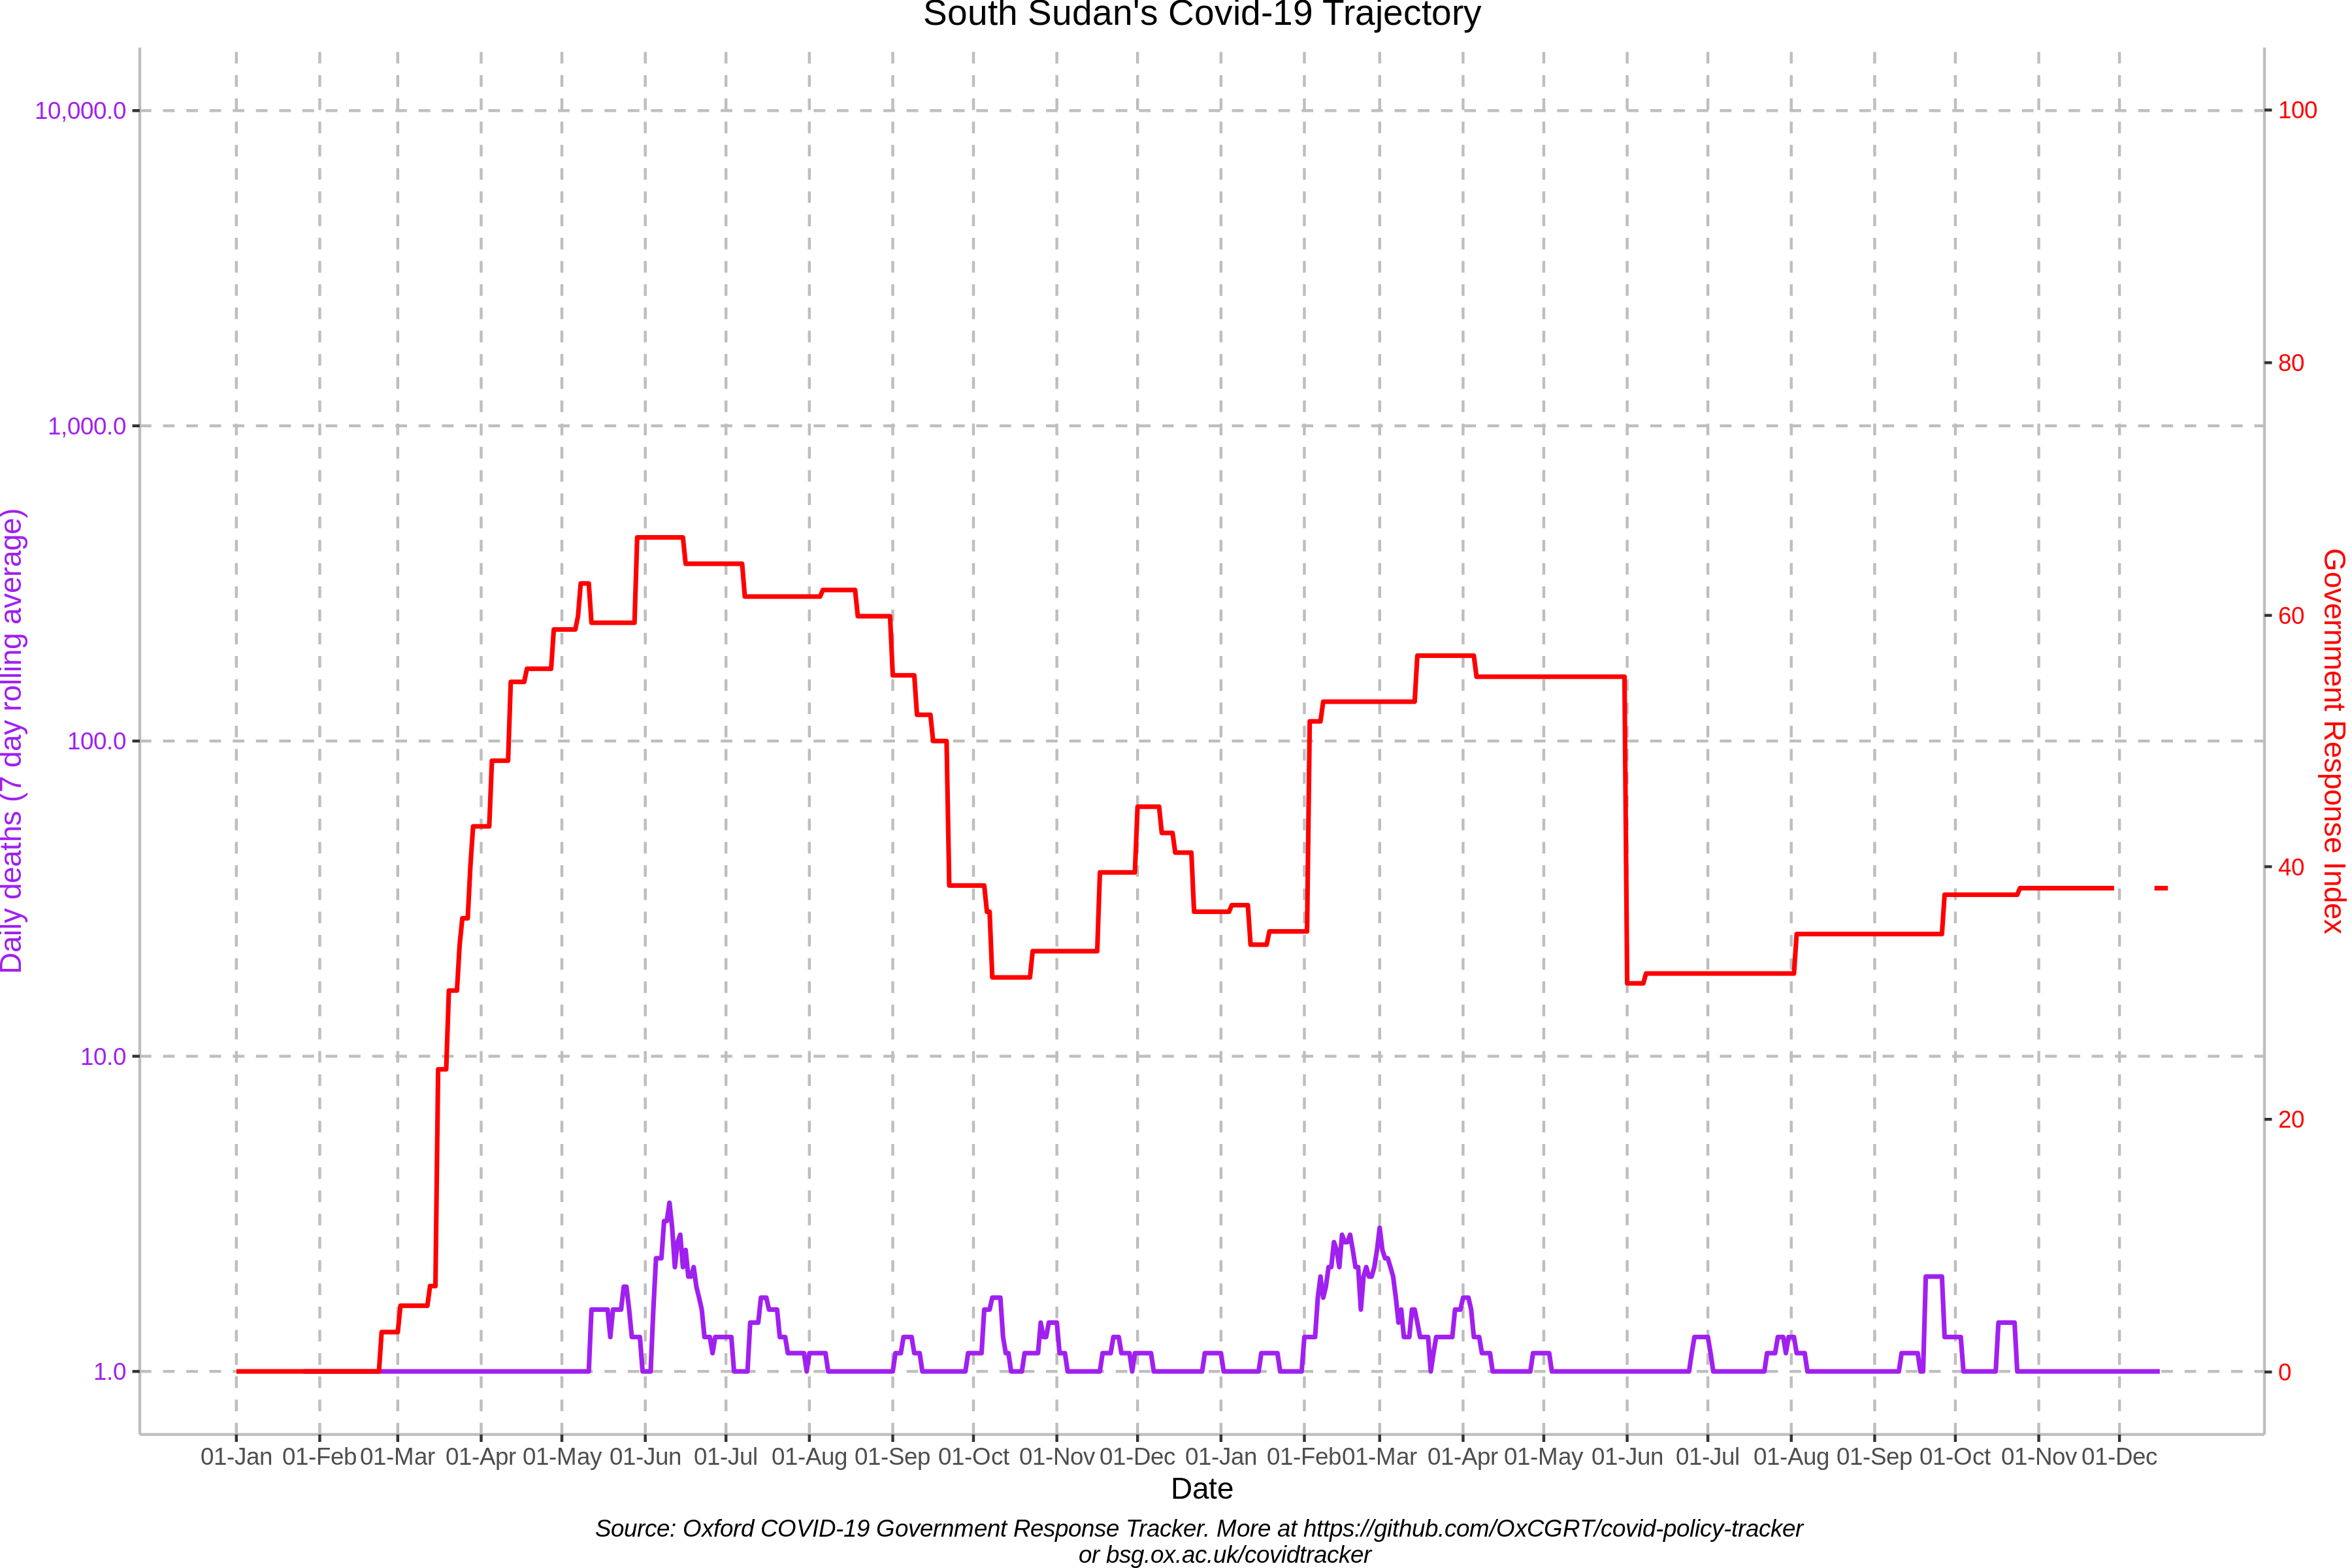 South Sudan's Covid-19 Trajectory
10,000.0
1,000.0
100.0
10.0
1.0
Daily deaths (7 day rolling average)
100
80
60
40
20
0
Government Response Index
01-Jan 01-Feb 01-Mar 01-Apr 01-May 01-Jun 01-Jul 01-Aug 01-Sep 01-Oct 01-Nov 01-Dec 01-Jan 01-Feb 01-Mar 01-Apr 01-May 01-Jun 01-Jul 01-Aug 01-Sep 01-Oct 01-Nov 01-Dec
Date
Source: Oxford COVID-19 Government Response Tracker. More at https://github.com/OxCGRT/covid-policy-tracker
or bsg.ox.ac.uk/covidtracker